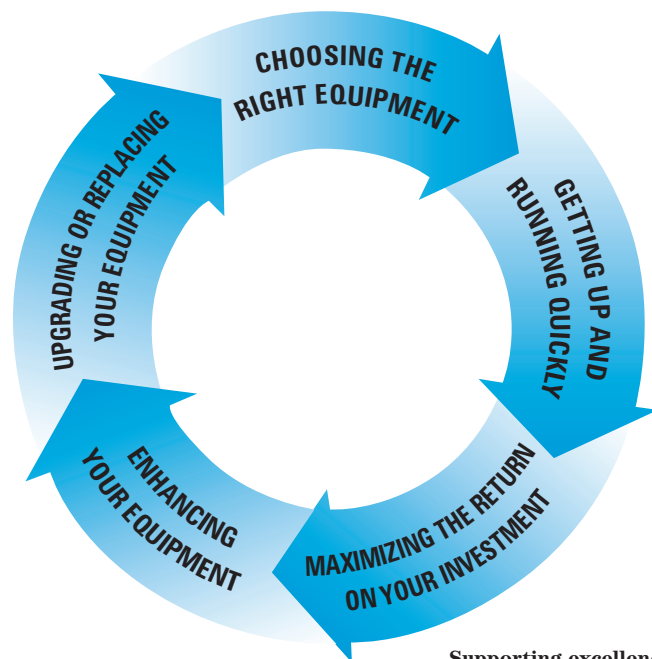 CHOOSING THE
RIGHT EQUIPMENT
GETTING UP AND
RUNNING QUICKLY
MAXIMIZING THE RETURN
ON YOUR INVESTMENT
ENHANCING
YOUR EQUIPMENT
UPGRADING OR REPLACING
YOUR EQUIPMENT
Supporting